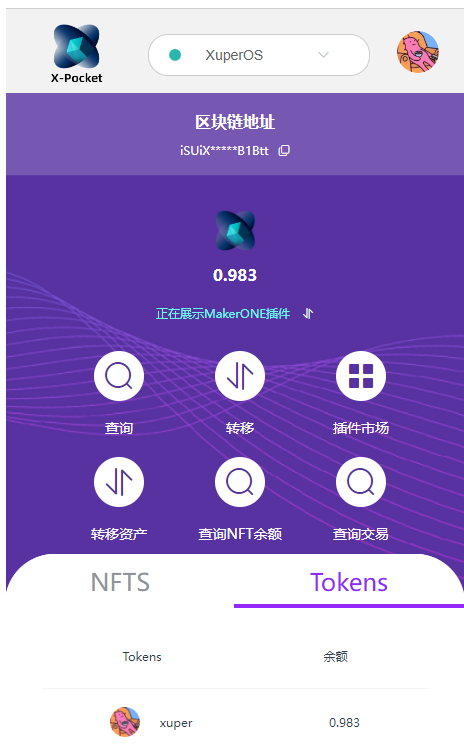 X-Pocket
XuperOS
区块链地址
iSUiX*****B1Btt
0.983
正在展示MakerONE插件
查询
转移
插件市场
转移资产
查询NFT余额
查询交易
NFTS
Tokens
Tokens
余额
xuper
0.983